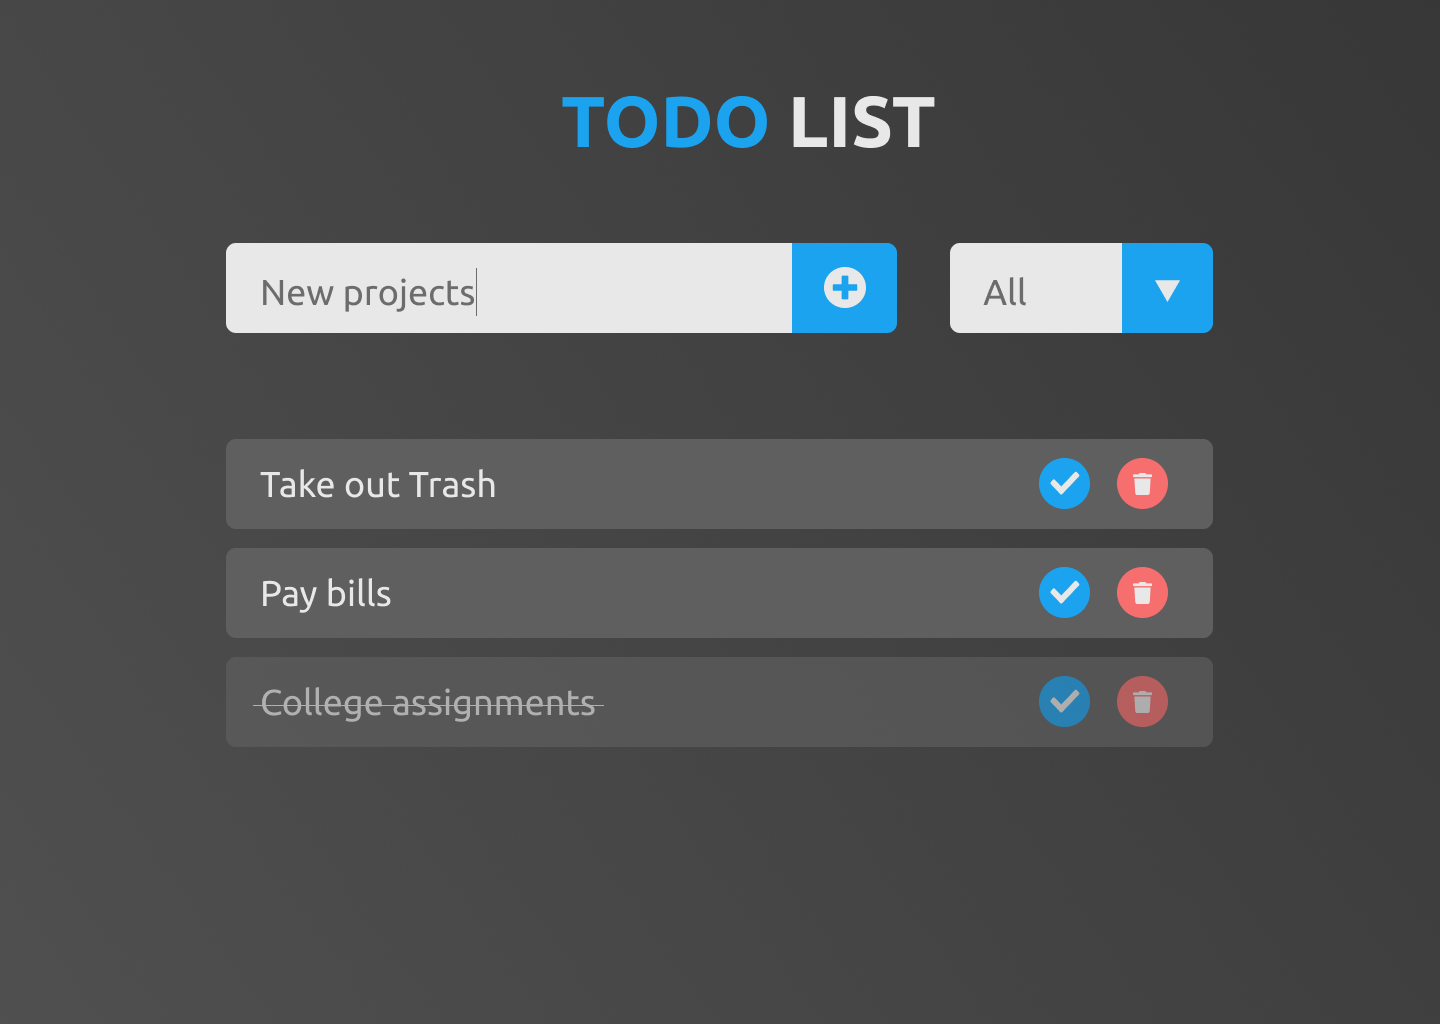 TODO LIST
New projects
All
Take out Trash
Pay bills
College assignments